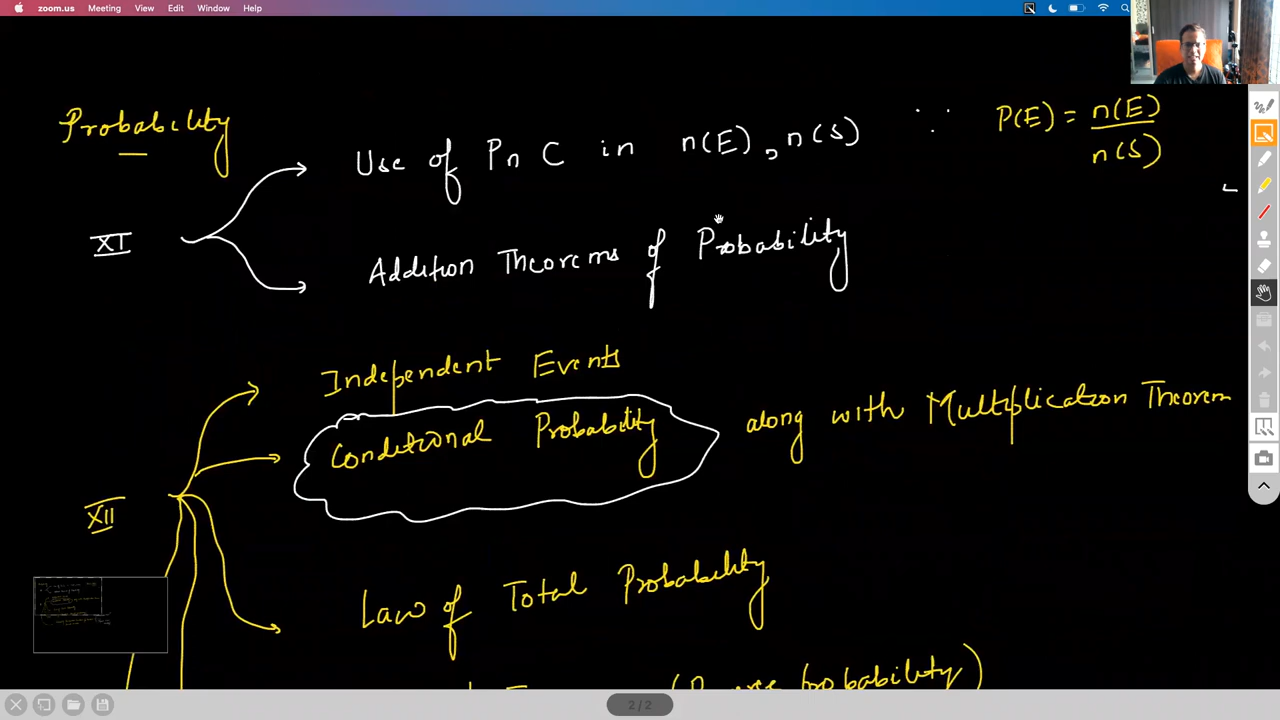 zoom.us Meeting View Edit Window Help
Probability
Use of PnC in n(E), n(S) ∵ P(E) = n(E)/n(S)
XI
Addition Theorems of Probability
Independent Events
Conditional Probability along with Multiplication Theorem
XII
Law of Total Probability
probability)
2 / 2